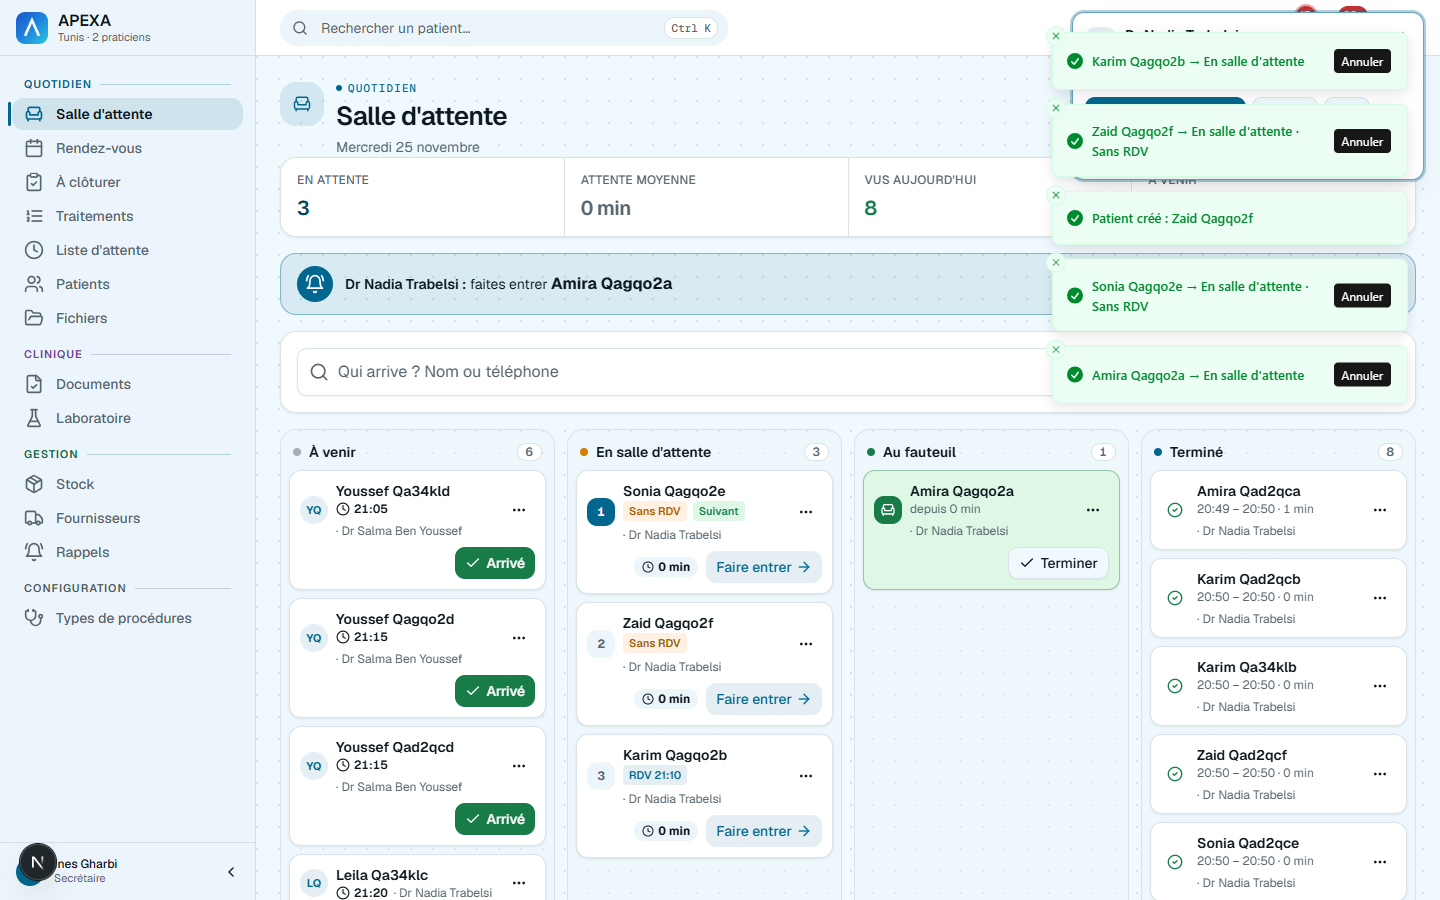 APEXA
Tunis · 2 praticiens
QUOTIDIEN
Salle d'attente
Rendez-vous
À clôturer
Traitements
Liste d'attente
Patients
Fichiers
CLINIQUE
Documents
Laboratoire
GESTION
Stock
Fournisseurs
Rappels
CONFIGURATION
Types de procédures
N
nes Gharbi
Secrétaire
Rechercher un patient…
Ctrl K
QUOTIDIEN
Salle d'attente
Mercredi 25 novembre
EN ATTENTE
3
ATTENTE MOYENNE
0 min
VUS AUJOURD'HUI
8
À VENIR
Karim Qagqo2b → En salle d'attente
Annuler
Zaid Qagqo2f → En salle d'attente ·
Sans RDV
Annuler
Patient créé : Zaid Qagqo2f
Sonia Qagqo2e → En salle d'attente ·
Sans RDV
Annuler
Amira Qagqo2a → En salle d'attente
Annuler
Dr Nadia Trabelsi : faites entrer Amira Qagqo2a
Qui arrive ? Nom ou téléphone
À venir
6
Youssef Qa34kld
YQ
21:05
· Dr Salma Ben Youssef
Arrivé
Youssef Qagqo2d
YQ
21:15
· Dr Salma Ben Youssef
Arrivé
Youssef Qad2qcd
YQ
21:15
· Dr Salma Ben Youssef
Arrivé
Leila Qa34klc
LQ
21:20 · Dr Nadia Trabelsi
En salle d'attente
3
Sonia Qagqo2e
1
Sans RDV
Suivant
· Dr Nadia Trabelsi
0 min
Faire entrer
Zaid Qagqo2f
2
Sans RDV
· Dr Nadia Trabelsi
0 min
Faire entrer
Karim Qagqo2b
3
RDV 21:10
· Dr Nadia Trabelsi
0 min
Faire entrer
Au fauteuil
1
Amira Qagqo2a
depuis 0 min
· Dr Nadia Trabelsi
Terminer
Terminé
8
Amira Qad2qca
20:49 – 20:50 · 1 min
· Dr Nadia Trabelsi
Karim Qad2qcb
20:50 – 20:50 · 0 min
· Dr Nadia Trabelsi
Karim Qa34klb
20:50 – 20:50 · 0 min
· Dr Nadia Trabelsi
Zaid Qad2qcf
20:50 – 20:50 · 0 min
· Dr Nadia Trabelsi
Sonia Qad2qce
20:50 – 20:50 · 0 min
· Dr Nadia Trabelsi